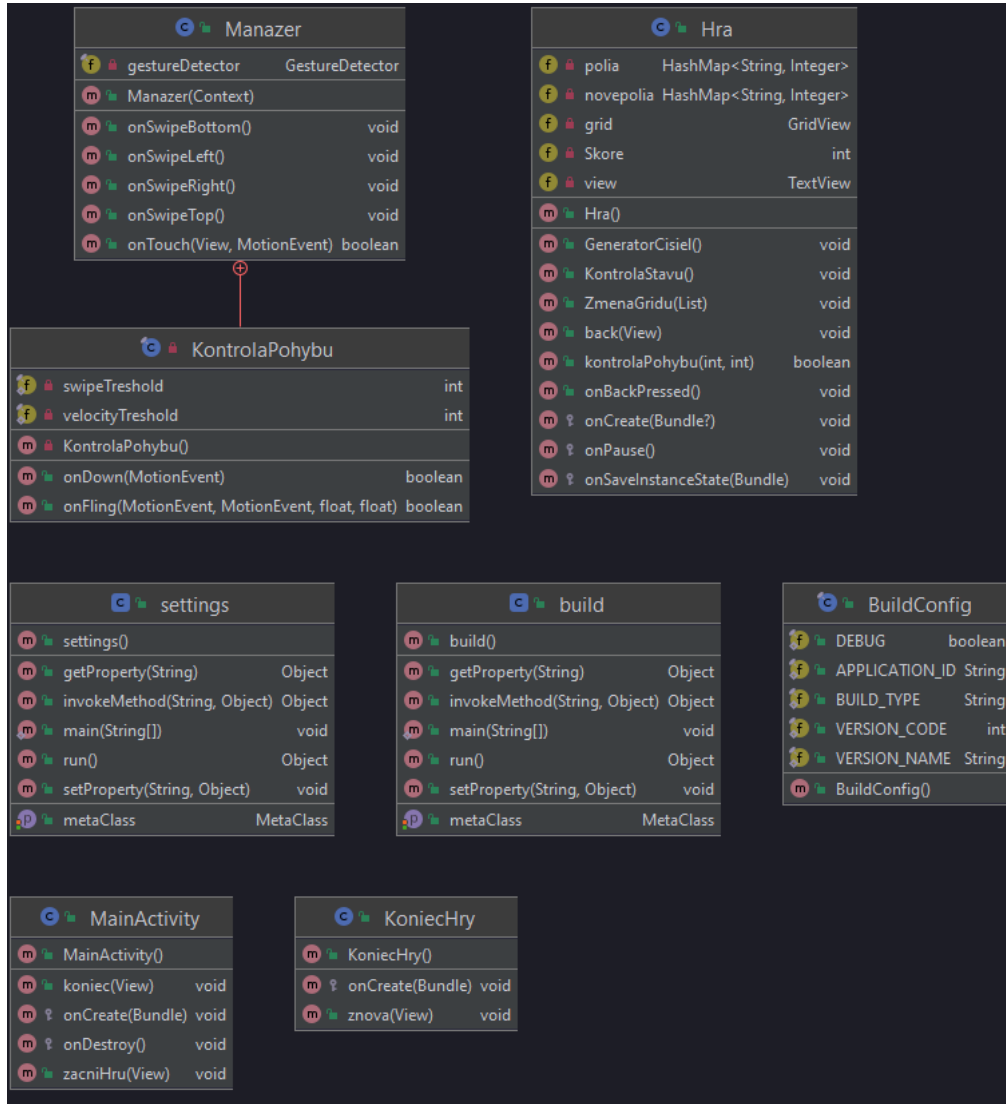 Manazer
gestureDetector GestureDetector
Manazer(Context)
onSwipeBottom() void
onSwipeLeft() void
onSwipeRight() void
onSwipeTop() void
onTouch(View, MotionEvent) boolean
KontrolaPohybu
swipeTreshold int
velocityTreshold int
KontrolaPohybu()
onDown(MotionEvent) boolean
onFling(MotionEvent, MotionEvent, float, float) boolean
Hra
polia HashMap<String, Integer>
novepolia HashMap<String, Integer>
grid GridView
Skore int
view TextView
Hra()
GeneratorCisiel() void
KontrolaStavu() void
ZmenaGridu(List) void
back(View) void
kontrolaPohybu(int, int) boolean
onBackPressed() void
onCreate(Bundle?) void
onPause() void
onSaveInstanceState(Bundle) void
settings
settings()
getProperty(String) Object
invokeMethod(String, Object) Object
main(String[]) void
run() Object
setProperty(String, Object) void
metaClass MetaClass
build
build()
getProperty(String) Object
invokeMethod(String, Object) Object
main(String[]) void
run() Object
setProperty(String, Object) void
metaClass MetaClass
BuildConfig
DEBUG boolean
APPLICATION_ID String
BUILD_TYPE String
VERSION_CODE int
VERSION_NAME String
BuildConfig()
MainActivity
MainActivity()
koniec(View) void
onCreate(Bundle) void
onDestroy() void
zacniHru(View) void
KoniecHry
KoniecHry()
onCreate(Bundle) void
znova(View) void